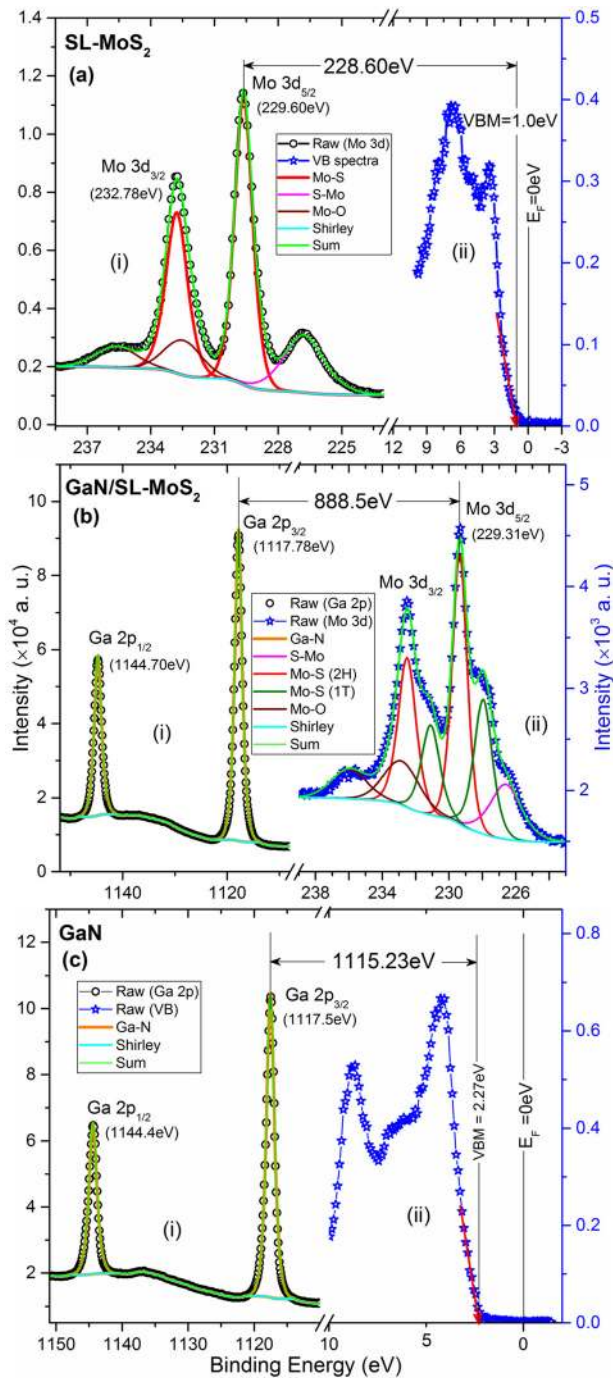 SL-MoS2
(a)
228.60eV
Mo 3d5/2
(229.60eV)
VBM=1.0eV
Mo 3d3/2
(232.78eV)
Raw (Mo 3d)
VB spectra
Mo-S
S-Mo
Mo-O
Shirley
Sum
EF=0eV
(i)
(ii)
1.4
1.2
1.0
0.8
0.6
0.4
0.2
0.0
0.5
0.4
0.3
0.2
0.1
0.0
237 233 229 225 12 9 6 3 0 -3
GaN/SL-MoS2
(b)
888.5eV
Ga 2p3/2
(1117.78eV)
Mo 3d5/2
(229.31eV)
Mo 3d3/2
Ga 2p1/2
(1144.70eV)
Raw (Ga 2p)
Raw (Mo 3d)
Ga-N
S-Mo
Mo-S (2H)
Mo-S (1T)
Mo-O
Shirley
Sum
(i)
(ii)
10
8
6
4
2
0
5
4
3
2
1140 1120 238 234 230 226
Intensity (×10⁴ a. u.)
Intensity (×10³ a. u.)
GaN
(c)
1115.23eV
Raw (Ga 2p)
Raw (VB)
Ga-N
Shirley
Sum
Ga 2p3/2
(1117.5eV)
Ga 2p1/2
(1144.4eV)
VBM = 2.27eV
EF=0eV
(i)
(ii)
12
10
8
6
4
2
0.8
0.6
0.4
0.2
0.0
1150 1140 1130 1120 10 5 0
Binding Energy (eV)